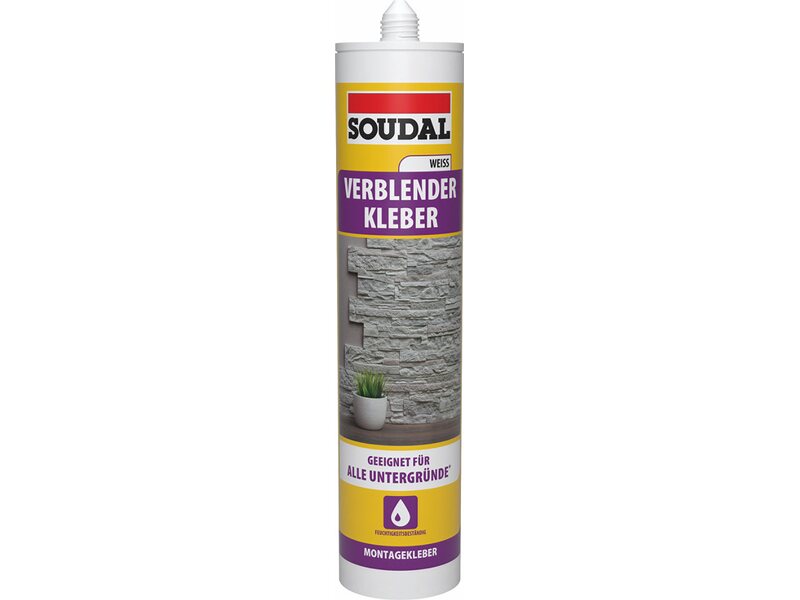 SOUDAL
WEISS
VERBLENDER
KLEBER
GEEIGNET FÜR
ALLE UNTERGRÜNDE*
FEUCHTIGKEITSBESTÄNDIG
MONTAGEKLEBER